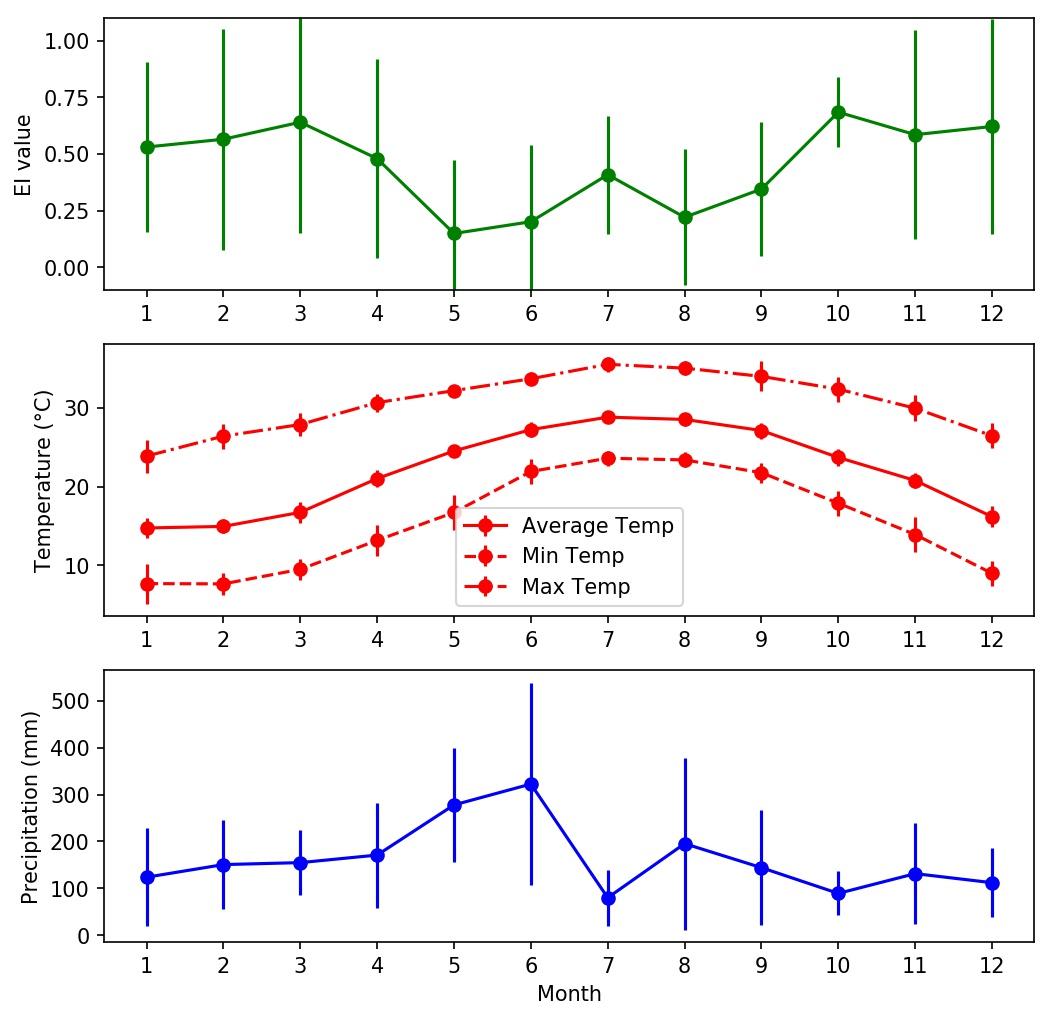 EI value
1.00
0.75
0.50
0.25
0.00
1 2 3 4 5 6 7 8 9 10 11 12
Temperature (°C)
30
20
10
Average Temp
Min Temp
Max Temp
1 2 3 4 5 6 7 8 9 10 11 12
Precipitation (mm)
500
400
300
200
100
0
1 2 3 4 5 6 7 8 9 10 11 12
Month